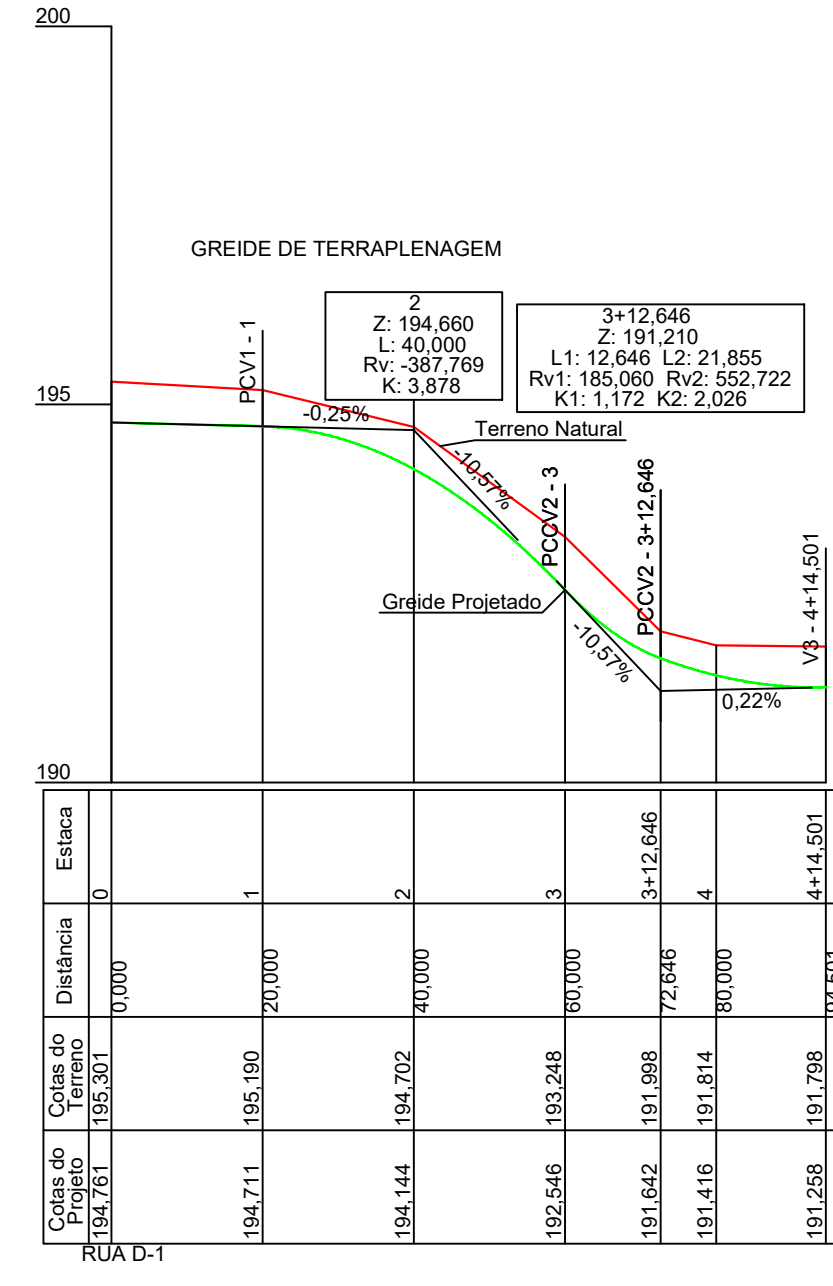 200
GREIDE DE TERRAPLENAGEM
2
Z: 194,660
L: 40,000
Rv: -387,769
K: 3,878
3+12,646
Z: 191,210
L1: 12,646 L2: 21,855
Rv1: 185,060 Rv2: 552,722
K1: 1,172 K2: 2,026
PCV1 - 1
195
-0,25%
Terreno Natural
-10,57%
PCCV2 - 3
PCCV2 - 3+12,646
V3 - 4+14,501
Greide Projetado
-10,57%
0,22%
190
Estaca
0
1
2
3
3+12,646
4
4+14,501
Distância
0,000
20,000
40,000
60,000
72,646
80,000
94,501
Cotas do
Terreno
195,301
195,190
194,702
193,248
191,998
191,814
191,798
Cotas do
Projeto
194,761
194,711
194,144
192,546
191,642
191,416
191,258
RUA D-1